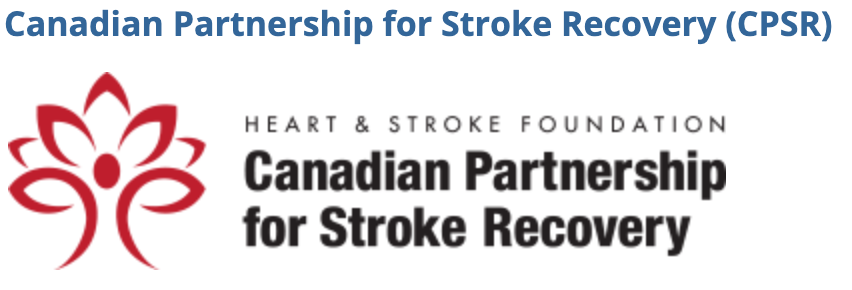 Canadian Partnership for Stroke Recovery (CPSR)
HEART & STROKE FOUNDATION
Canadian Partnership
for Stroke Recovery